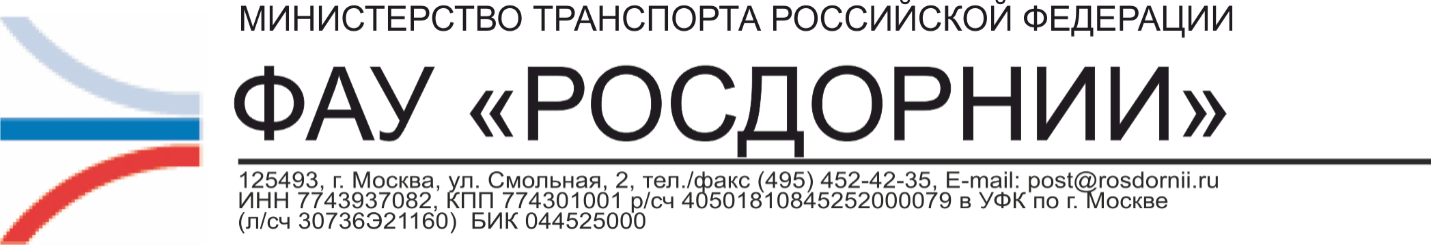 МИНИСТЕРСТВО ТРАНСПОРТА РОССИЙСКОЙ ФЕДЕРАЦИИ
ФАУ «РОСДОРНИИ»
125493, г. Москва, ул. Смольная, 2, тел./факс (495) 452-42-35, E-mail: post@rosdornii.ru
ИНН 7743937082, КПП 774301001 р/сч 40501810845252000079 в УФК по г. Москве
(л/сч 30736Э21160) БИК 044525000